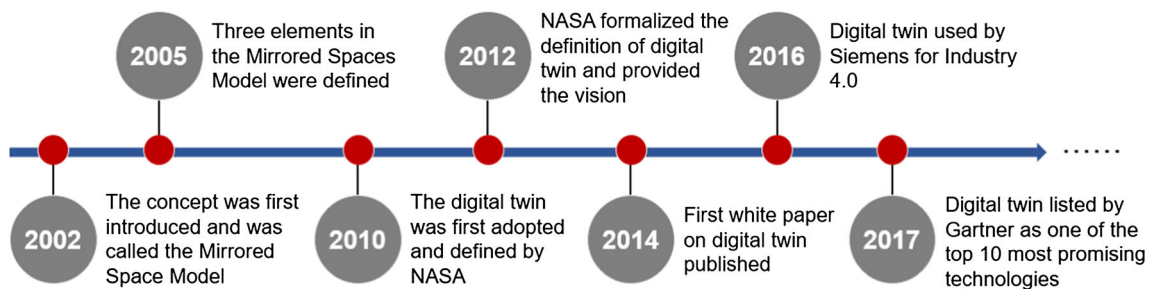 2005
Three elements in
the Mirrored Spaces
Model were defined
2012
NASA formalized the
definition of digital
twin and provided
the vision
2016
Digital twin used by
Siemens for Industry
4.0
......
2002
The concept was first
introduced and was
called the Mirrored
Space Model
2010
The digital twin
was first adopted
and defined by
NASA
2014
First white paper
on digital twin
published
2017
Digital twin listed by
Gartner as one of the
top 10 most promising
technologies